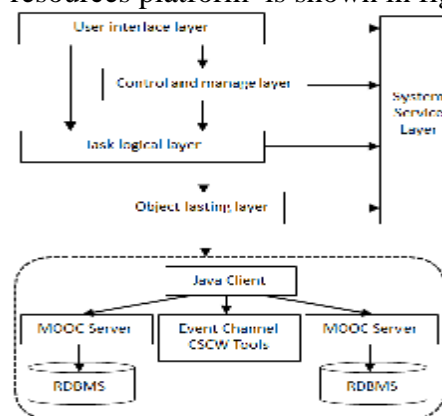 resources platform is shown in fig
User interface layer
Control and manage layer
System
Service
Layer
Task logical layer
Object lasting layer
Java Client
MOOC Server
Event Channel
CSCW Tools
MOOC Server
RDBMS
RDBMS